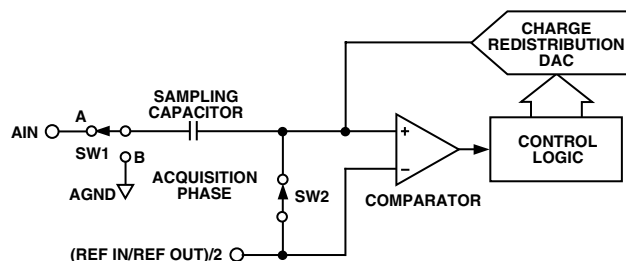 CHARGE
REDISTRIBUTION
DAC
A
SAMPLING
CAPACITOR
AIN
SW1
B
ACQUISITION
PHASE
AGND
SW2
+
−
COMPARATOR
CONTROL
LOGIC
(REF IN/REF OUT)/2